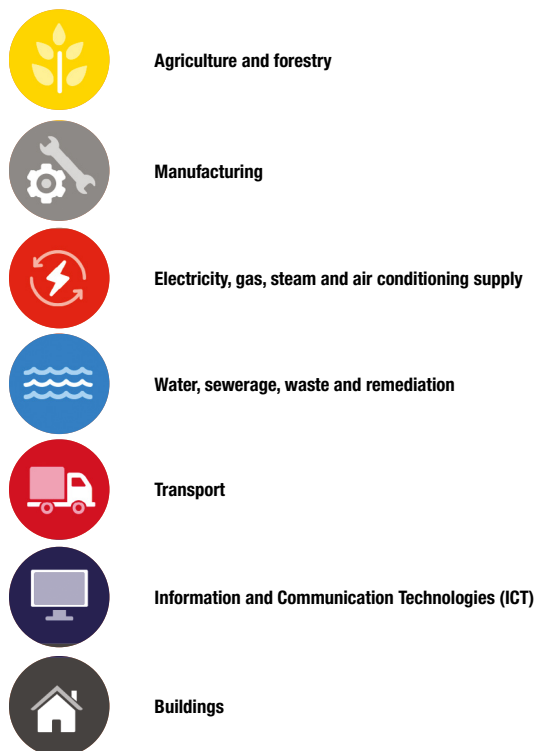 Agriculture and forestry
Manufacturing
Electricity, gas, steam and air conditioning supply
Water, sewerage, waste and remediation
Transport
Information and Communication Technologies (ICT)
Buildings